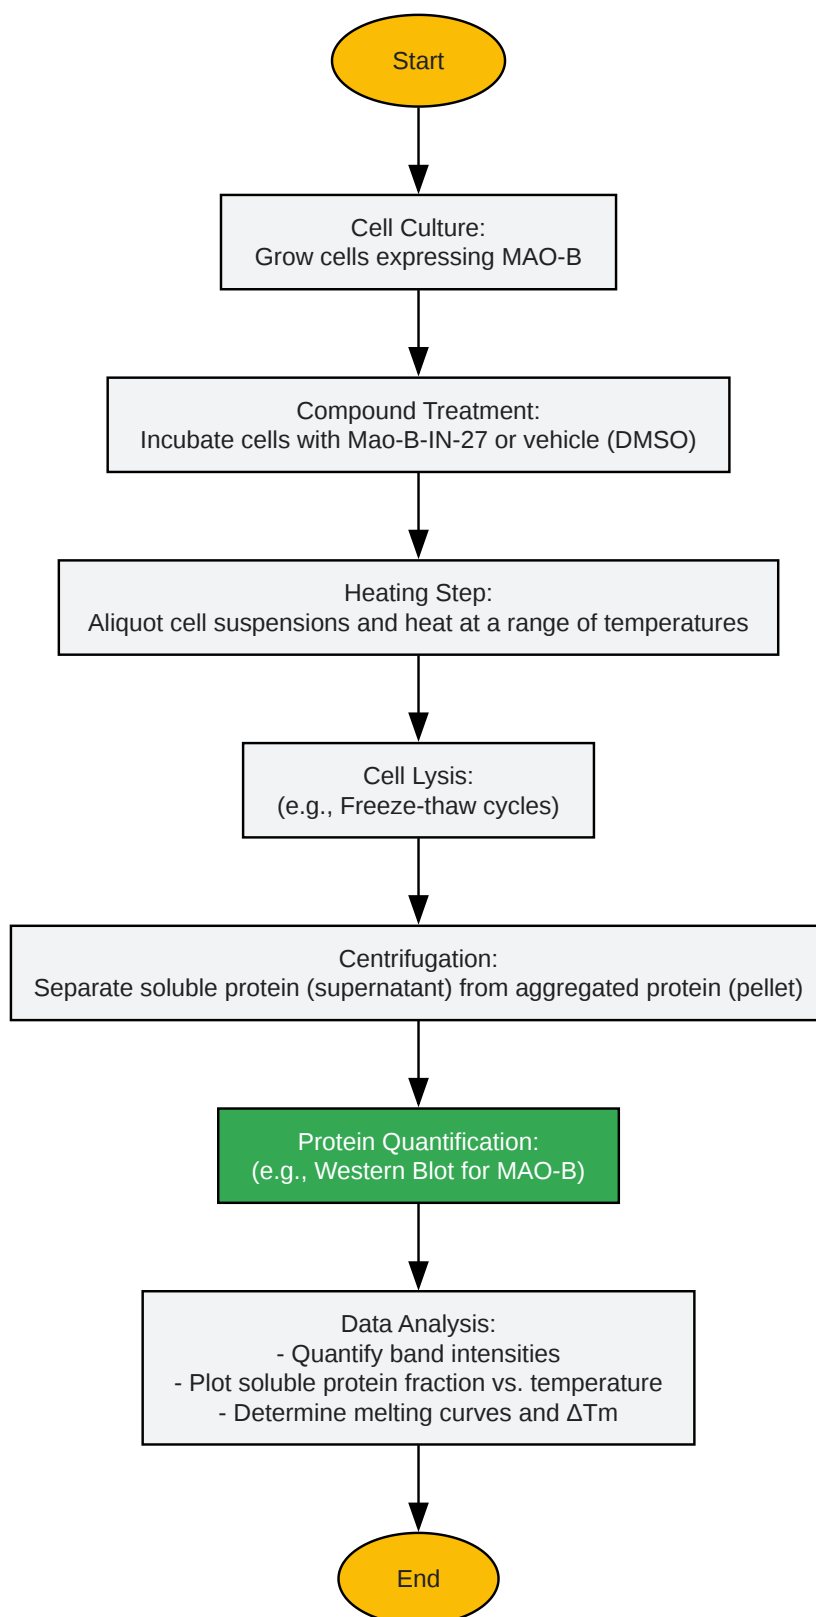 Start
Cell Culture:
Grow cells expressing MAO-B
Compound Treatment:
Incubate cells with Mao-B-IN-27 or vehicle (DMSO)
Heating Step:
Aliquot cell suspensions and heat at a range of temperatures
Cell Lysis:
(e.g., Freeze-thaw cycles)
Centrifugation:
Separate soluble protein (supernatant) from aggregated protein (pellet)
Protein Quantification:
(e.g., Western Blot for MAO-B)
Data Analysis:
- Quantify band intensities
- Plot soluble protein fraction vs. temperature
- Determine melting curves and ΔTm
End